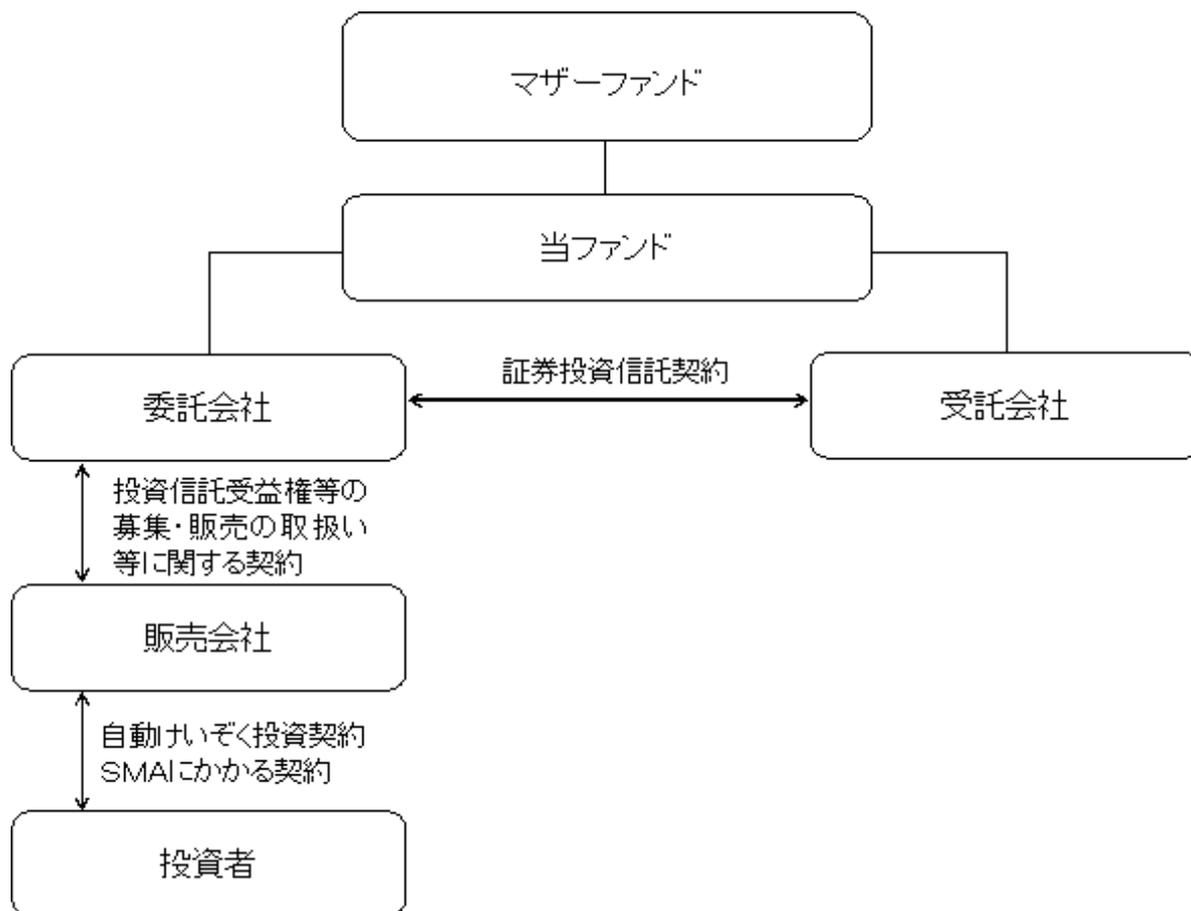 マザーファンド
当ファンド
証券投資信託契約
委託会社
受託会社
投資信託受益権等の
募集・販売の取扱い
等に関する契約
販売会社
自動けいぞく投資契約
SMAにかかる契約
投資者